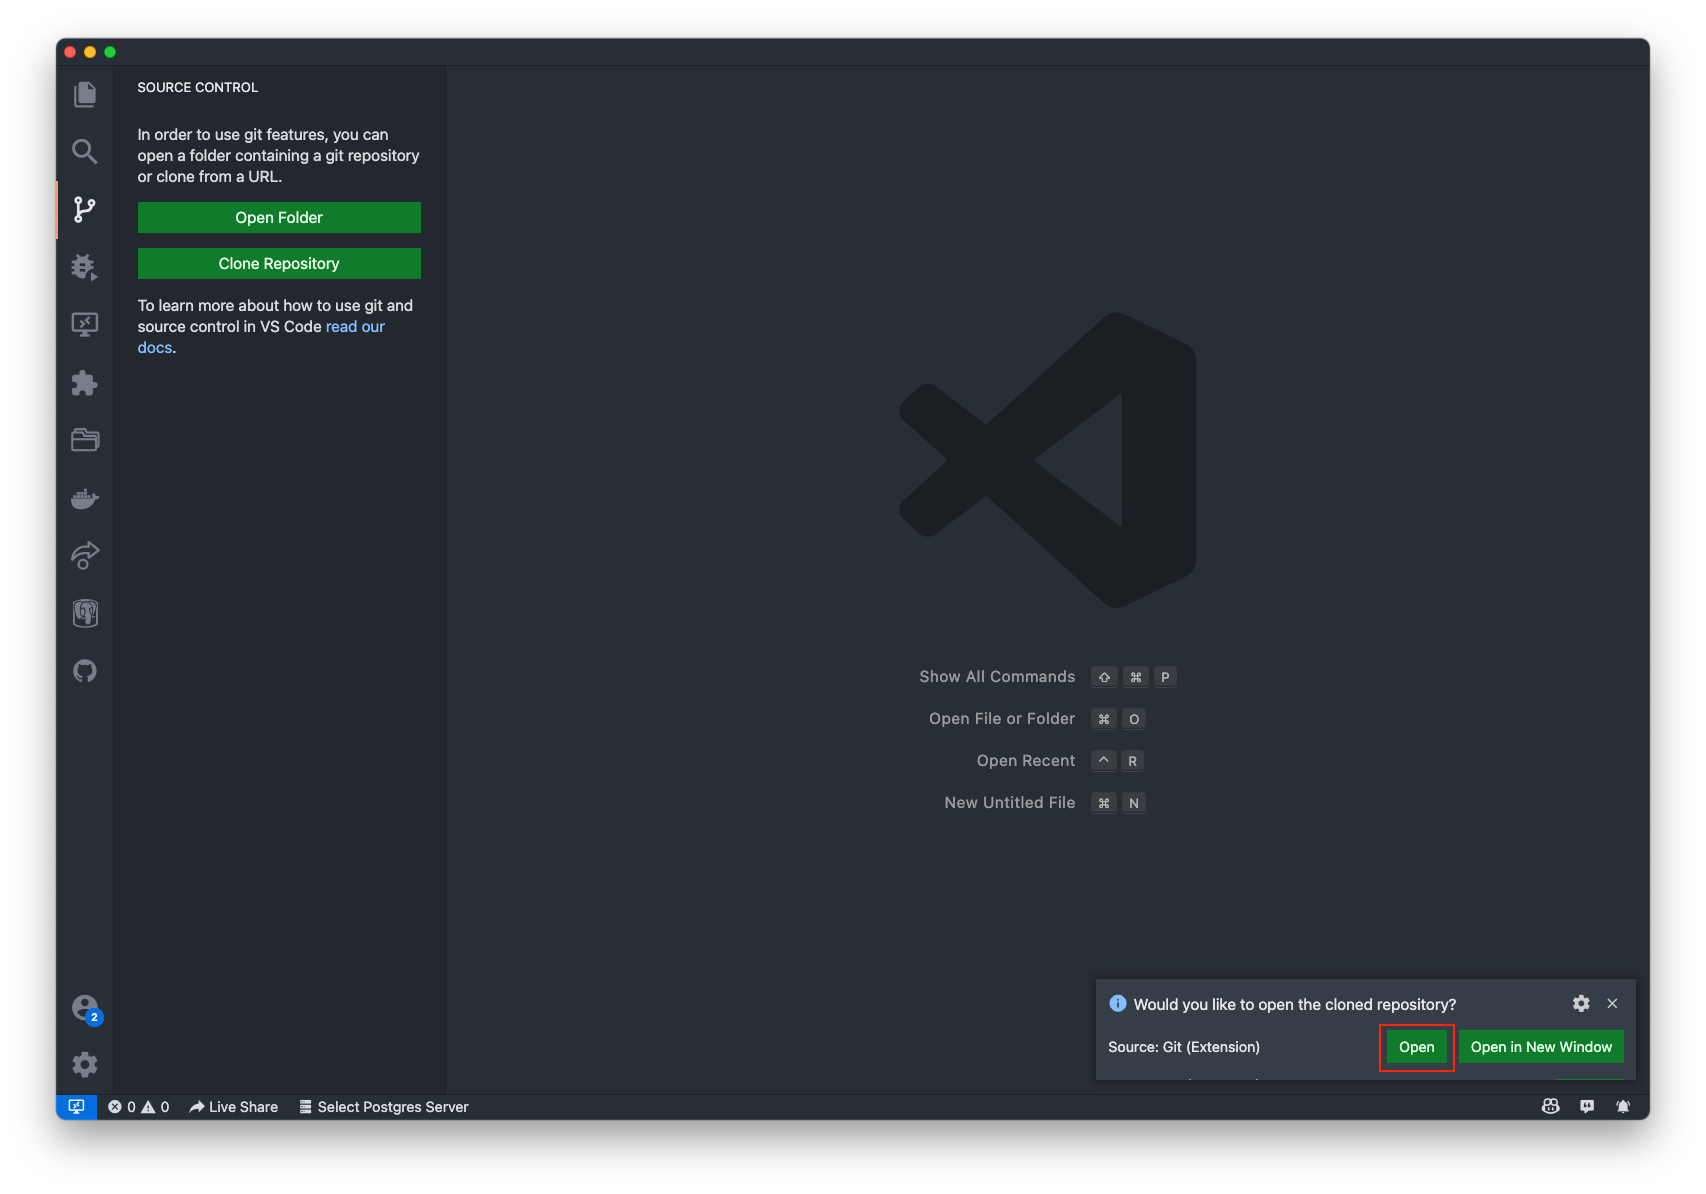 SOURCE CONTROL
In order to use git features, you can
open a folder containing a git repository
or clone from a URL.
Open Folder
Clone Repository
To learn more about how to use git and
source control in VS Code read our
docs.
Show All Commands ⇧ ⌘ P
Open File or Folder ⌘ O
Open Recent ^ R
New Untitled File ⌘ N
2
Would you like to open the cloned repository?
Source: Git (Extension)
Open
Open in New Window
0 0 Live Share Select Postgres Server